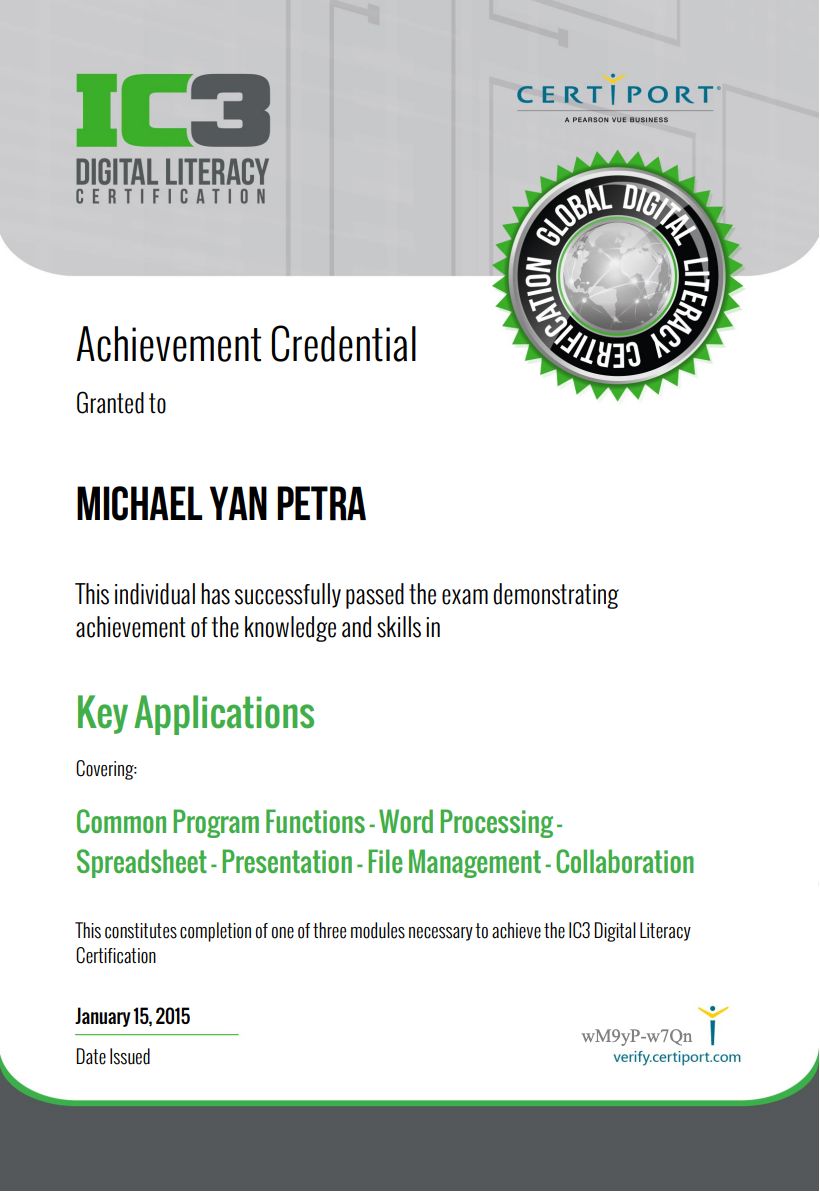 IC3
DIGITAL LITERACY
CERTIFICATION
CERTIPORT
A PEARSON VUE BUSINESS
GLOBAL DIGITAL LITERACY CERTIFICATION
Achievement Credential
Granted to
MICHAEL YAN PETRA
This individual has successfully passed the exam demonstrating
achievement of the knowledge and skills in
Key Applications
Covering:
Common Program Functions - Word Processing -
Spreadsheet - Presentation - File Management - Collaboration
This constitutes completion of one of three modules necessary to achieve the IC3 Digital Literacy
Certification
January 15, 2015
Date Issued
wM9yP-w7Qn
verify.certiport.com